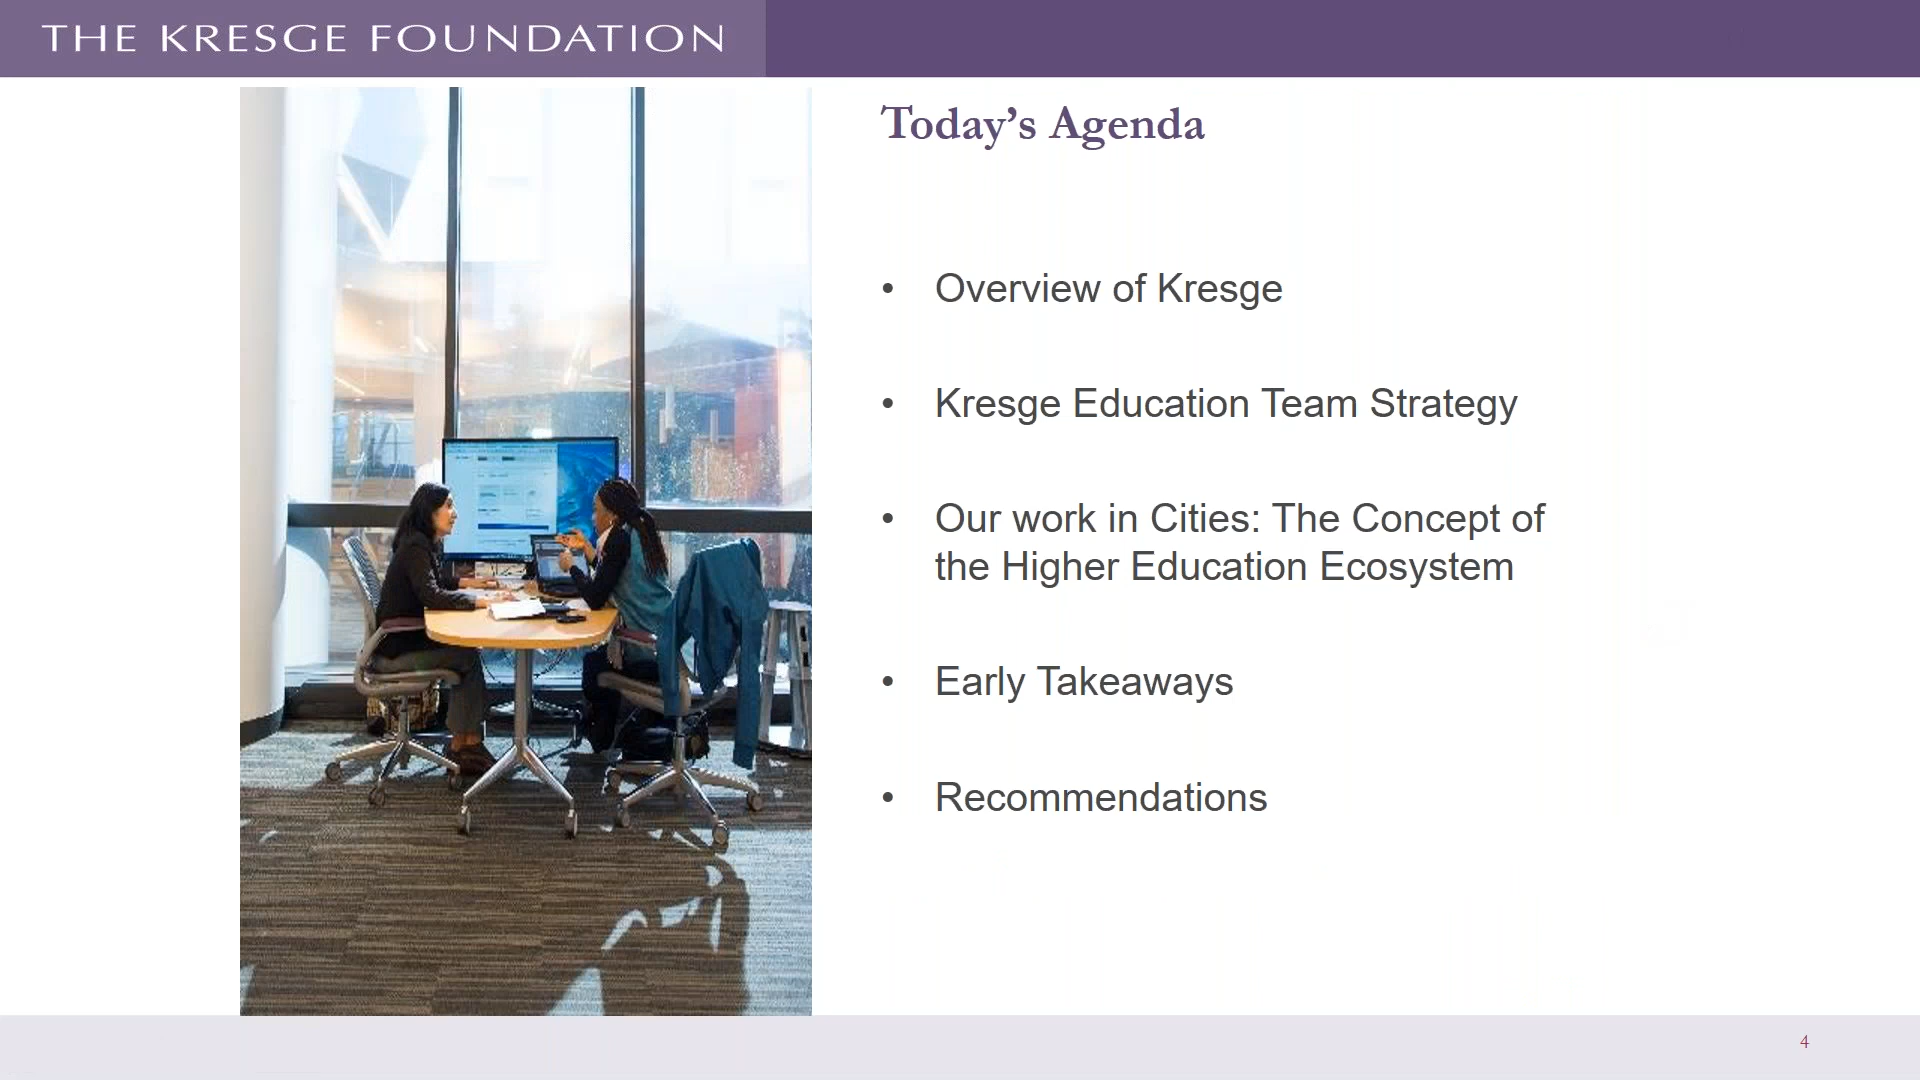 THE KRESGE FOUNDATION
Today’s Agenda
• Overview of Kresge
• Kresge Education Team Strategy
• Our work in Cities: The Concept of
the Higher Education Ecosystem
• Early Takeaways
• Recommendations
4